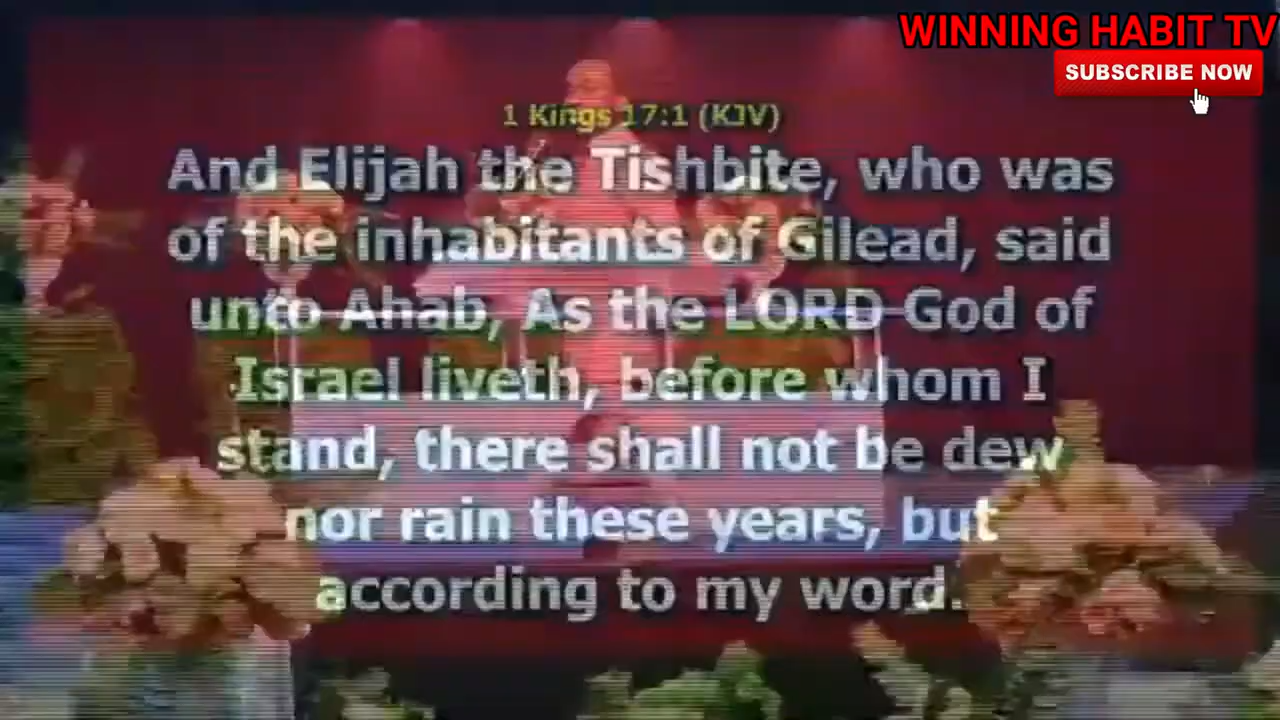 WINNING HABIT TV
SUBSCRIBE NOW
1 Kings 17:1 (KJV)
And Elijah the Tishbite, who was
of the inhabitants of Gilead, said
unto Ahab, As the LORD God of
Israel liveth, before whom I
stand, there shall not be dew
nor rain these years, but
according to my word.